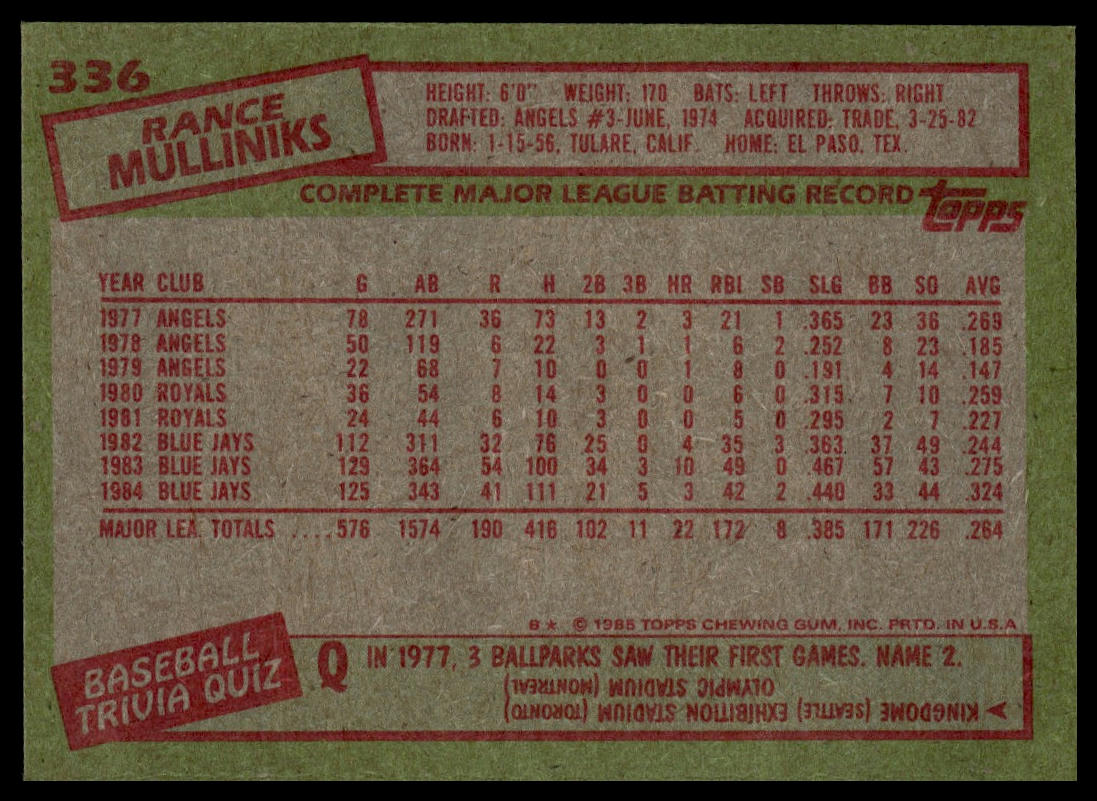 336
RANCE
MULLINIKS
HEIGHT: 6'0" WEIGHT: 170 BATS: LEFT THROWS: RIGHT
DRAFTED: ANGELS #3-JUNE, 1974 ACQUIRED: TRADE, 3-25-82
BORN: 1-15-56, TULARE, CALIF. HOME: EL PASO, TEX.
COMPLETE MAJOR LEAGUE BATTING RECORD topps
YEAR CLUB G AB R H 2B 3B HR RBI SB SLG BB SO AVG
1977 ANGELS 78 271 36 73 13 2 3 21 1 .365 23 36 .269
1978 ANGELS 50 119 6 22 3 1 1 6 2 .252 8 23 .185
1979 ANGELS 22 68 7 10 0 0 1 8 0 .191 4 14 .147
1980 ROYALS 36 54 8 14 3 0 0 6 0 .315 7 10 .259
1981 ROYALS 24 44 6 10 3 0 0 5 0 .295 2 7 .227
1982 BLUE JAYS 112 311 32 76 25 0 4 35 3 .363 37 49 .244
1983 BLUE JAYS 129 364 54 100 34 3 10 49 0 .467 57 43 .275
1984 BLUE JAYS 125 343 41 111 21 5 3 42 2 .440 33 44 .324
MAJOR LEA. TOTALS ....576 1574 190 416 102 11 22 172 8 .385 171 226 .264
B★ © 1985 TOPPS CHEWING GUM, INC. PRTD. IN U.S.A
BASEBALL
TRIVIA QUIZ
Q IN 1977, 3 BALLPARKS SAW THEIR FIRST GAMES. NAME 2.
A KINGDOME (SEATTLE) EXHIBITION STADIUM (TORONTO)
OLYMPIC STADIUM (MONTREAL)